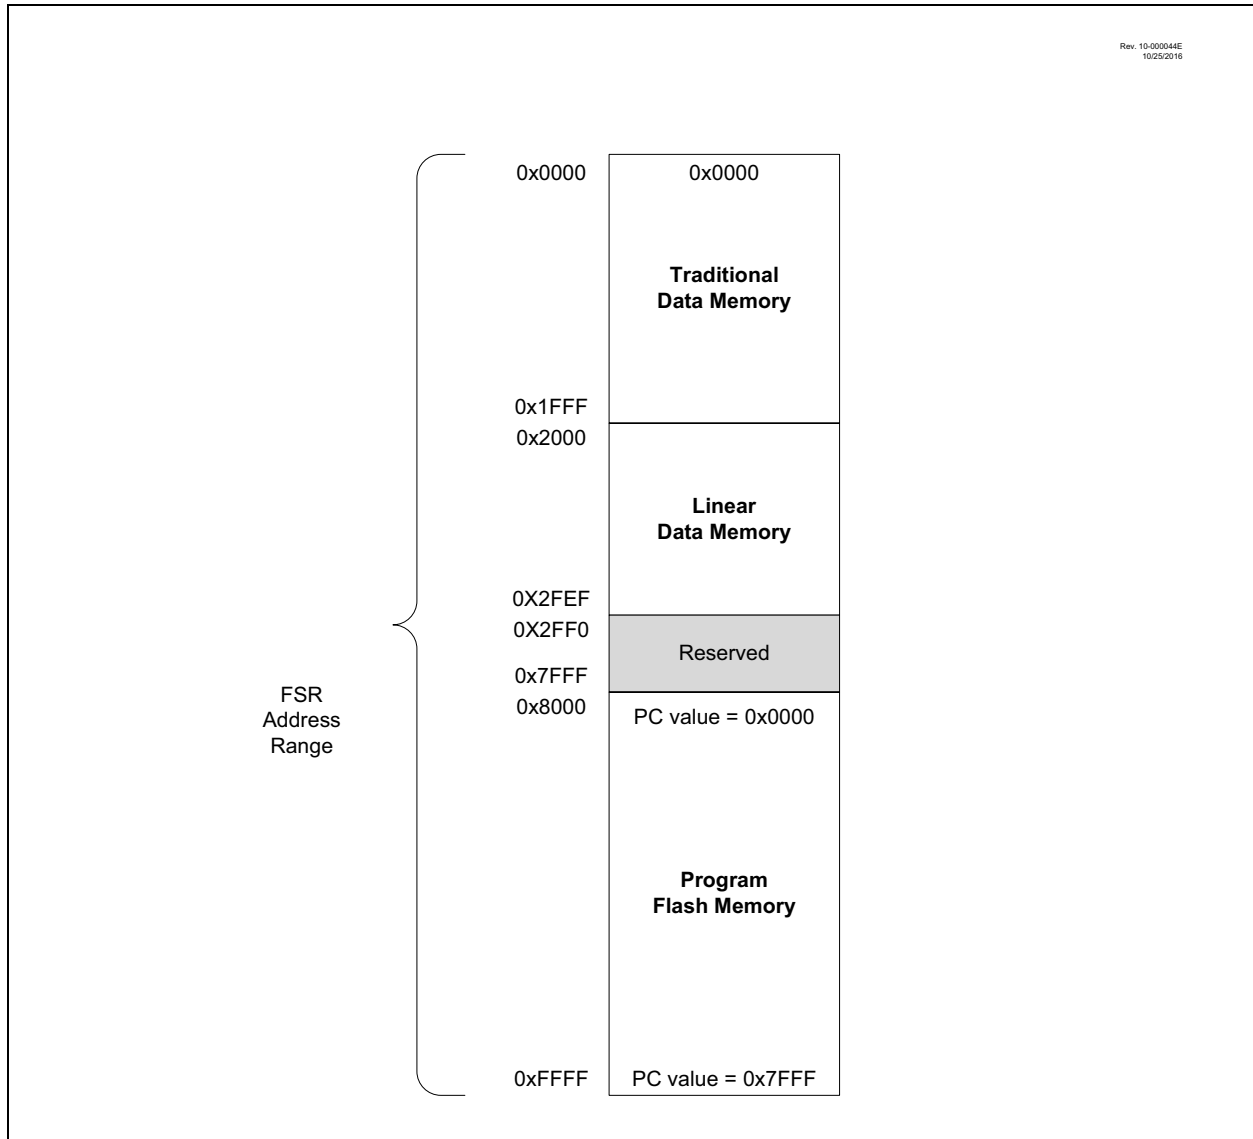 Rev. 10-000044E
10/25/2016
0x0000
0x0000
Traditional
Data Memory
0x1FFF
0x2000
Linear
Data Memory
0X2FEF
0X2FF0
Reserved
0x7FFF
0x8000
PC value = 0x0000
FSR
Address
Range
Program
Flash Memory
0xFFFF
PC value = 0x7FFF